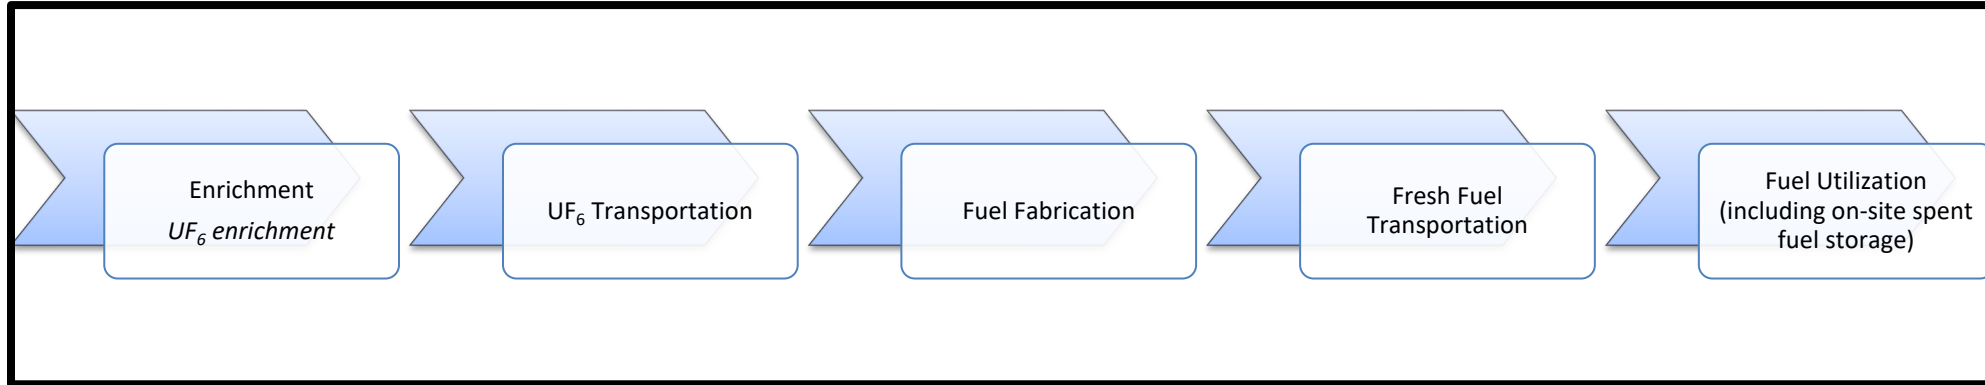 Enrichment
UF₆ enrichment
UF₆ Transportation
Fuel Fabrication
Fresh Fuel
Transportation
Fuel Utilization
(including on-site spent
fuel storage)